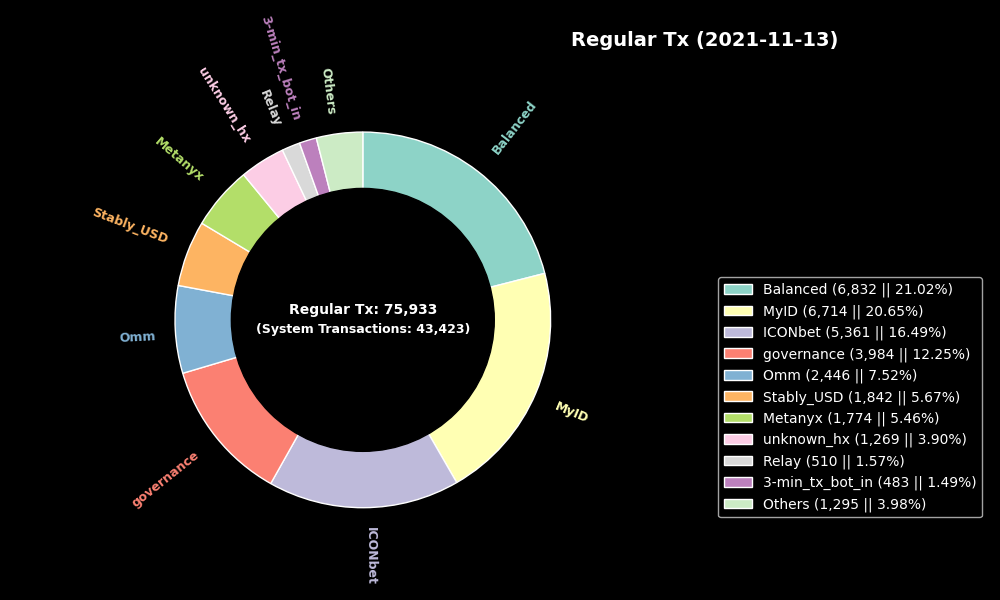 Regular Tx (2021-11-13)
Balanced
MyID
ICONbet
governance
Omm
Stably_USD
Metanyx
unknown_hx
Relay
3-min_tx_bot_in
Others
Regular Tx: 75,933
(System Transactions: 43,423)
Balanced (6,832 || 21.02%)
MyID (6,714 || 20.65%)
ICONbet (5,361 || 16.49%)
governance (3,984 || 12.25%)
Omm (2,446 || 7.52%)
Stably_USD (1,842 || 5.67%)
Metanyx (1,774 || 5.46%)
unknown_hx (1,269 || 3.90%)
Relay (510 || 1.57%)
3-min_tx_bot_in (483 || 1.49%)
Others (1,295 || 3.98%)